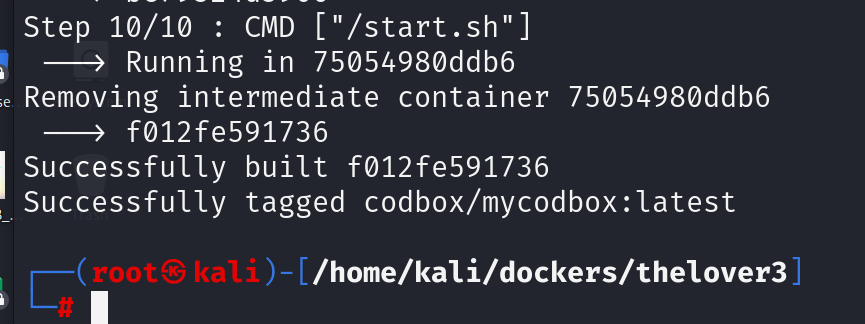 Step 10/10 : CMD ["/start.sh"]
---> Running in 75054980ddb6
Removing intermediate container 75054980ddb6
---> f012fe591736
Successfully built f012fe591736
Successfully tagged codbox/mycodbox:latest
┌──(root㉿kali)-[/home/kali/dockers/thelover3]
└─#